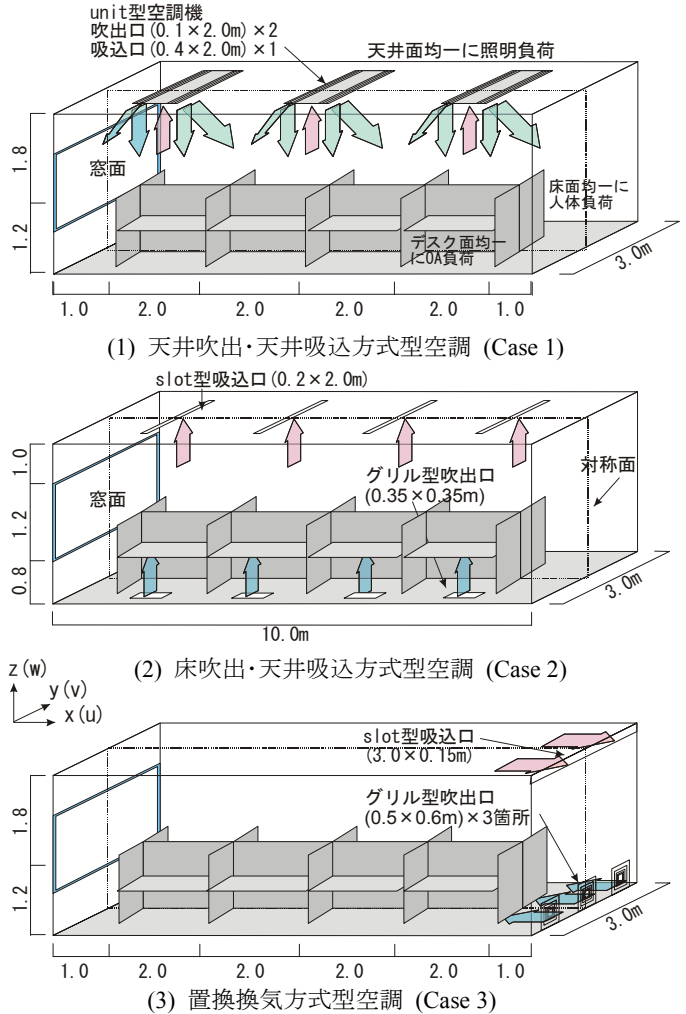 unit型空調機
吹出口(0.1×2.0m)×2
吸込口(0.4×2.0m)×1
天井面均一に照明負荷
1.8
1.2
窓面
床面均一に
人体負荷
デスク面均一
にOA負荷
3.0m
1.0 2.0 2.0 2.0 2.0 1.0
(1) 天井吹出・天井吸込方式型空調 (Case 1)
slot型吸込口(0.2×2.0m)
1.0
1.2
0.8
窓面
グリル型吹出口
(0.35×0.35m)
対称面
3.0m
10.0m
(2) 床吹出・天井吸込方式型空調 (Case 2)
z(w)
y(v)
x(u)
slot型吸込口
(3.0×0.15m)
グリル型吹出口
(0.5×0.6m)×3箇所
1.8
1.2
3.0m
1.0 2.0 2.0 2.0 2.0 1.0
(3) 置換換気方式型空調 (Case 3)